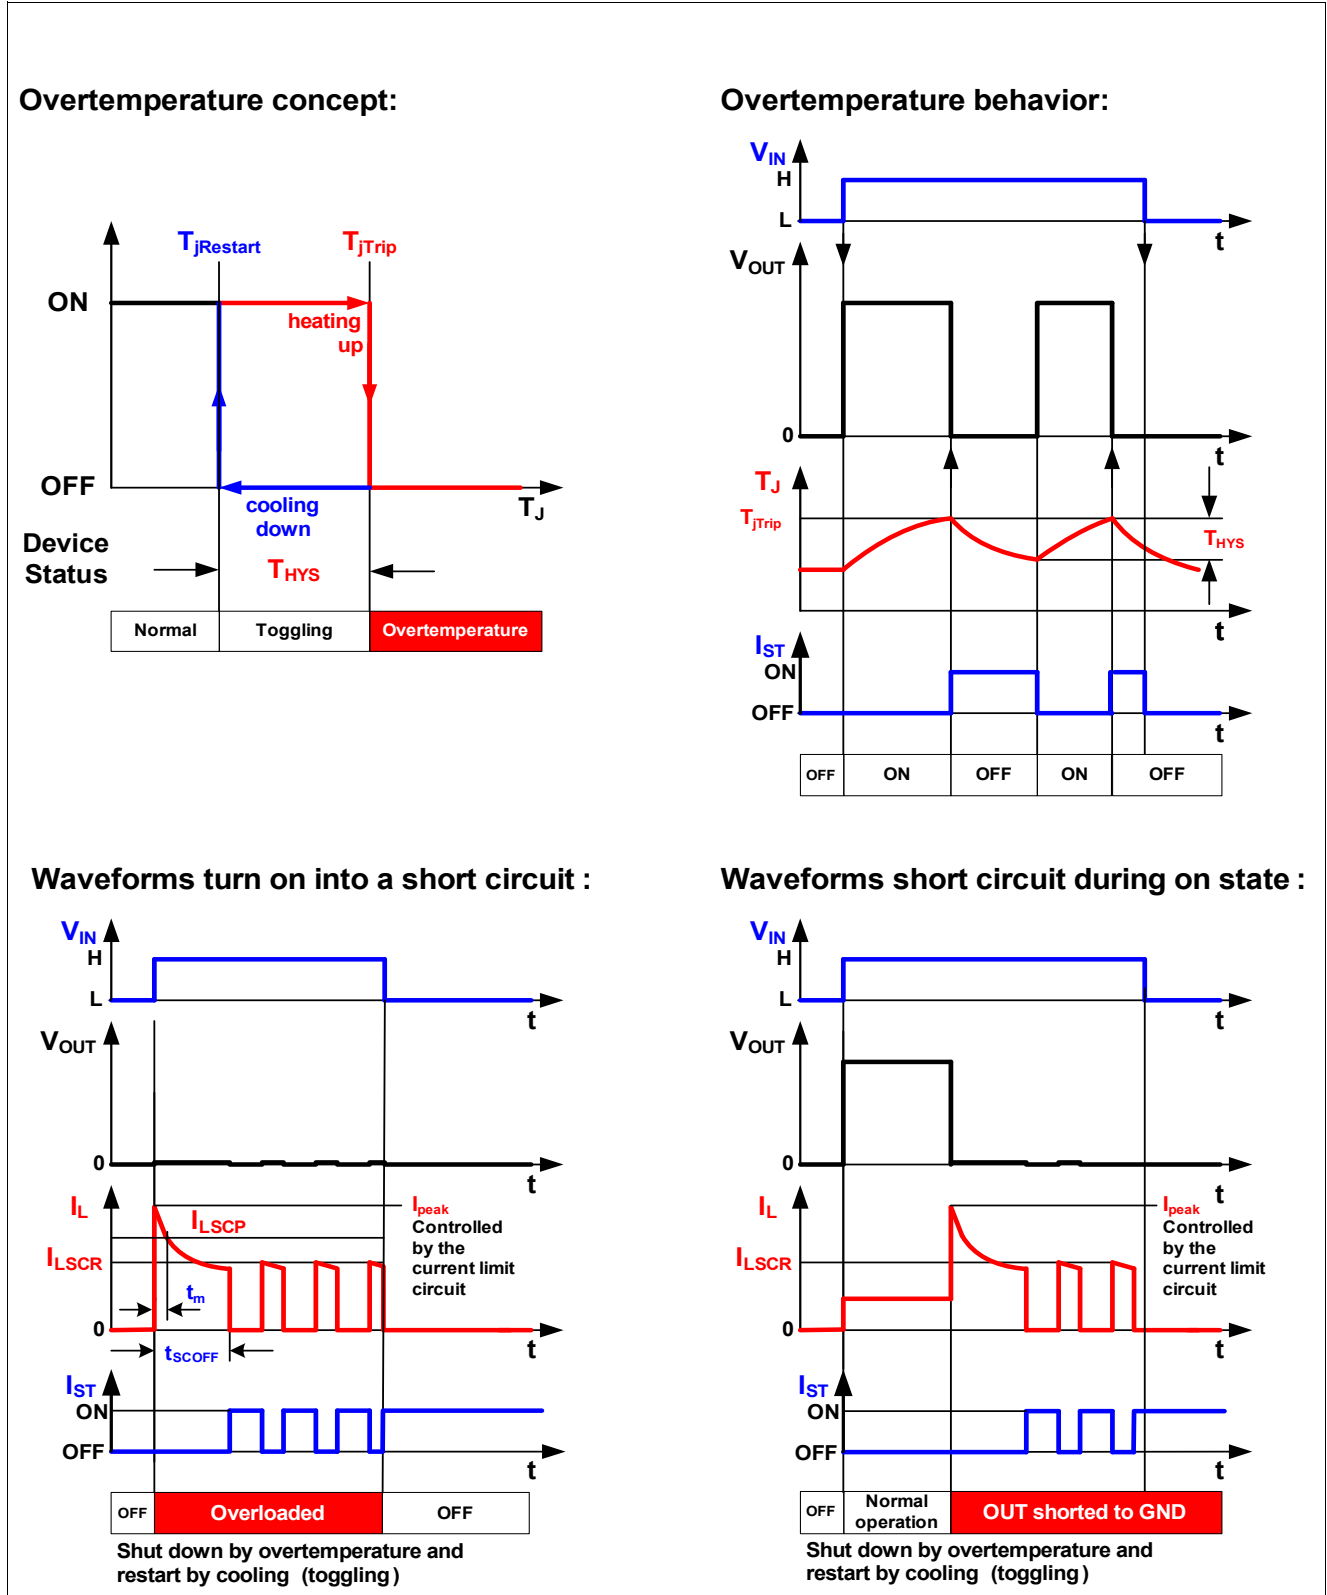 Overtemperature concept:
TjRestart
TjTrip
ON
heating
up
OFF
cooling
down
TJ
Device
Status
THYS
Normal
Toggling
Overtemperature
Overtemperature behavior:
VIN
H
L
t
VOUT
0
t
TJ
TjTrip
THYS
t
IST
ON
OFF
t
OFF
ON
OFF
ON
OFF
Waveforms turn on into a short circuit :
VIN
H
L
t
VOUT
0
t
IL
Ipeak
ILSCP
Controlled
by the
current limit
circuit
ILSCR
tm
0
t
tSCOFF
IST
ON
OFF
t
OFF
Overloaded
OFF
Shut down by overtemperature and
restart by cooling (toggling)
Waveforms short circuit during on state :
VIN
H
L
t
VOUT
0
t
IL
Ipeak
Controlled
by the
current limit
circuit
ILSCR
0
t
IST
ON
OFF
t
OFF
Normal
operation
OUT shorted to GND
Shut down by overtemperature and
restart by cooling (toggling)